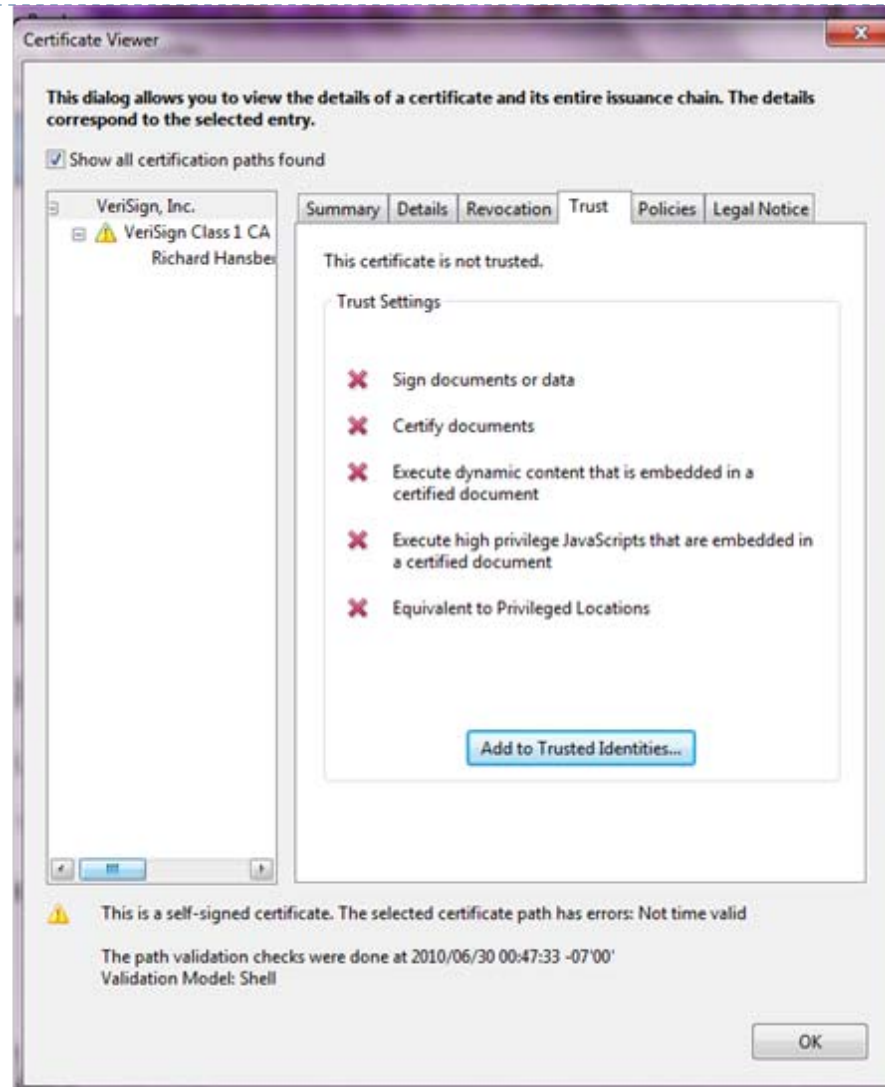 Certificate Viewer
This dialog allows you to view the details of a certificate and its entire issuance chain. The details
correspond to the selected entry.
Show all certification paths found
VeriSign, Inc.
VeriSign Class 1 CA
Richard Hansber
Summary Details Revocation Trust Policies Legal Notice
This certificate is not trusted.
Trust Settings
Sign documents or data
Certify documents
Execute dynamic content that is embedded in a
certified document
Execute high privilege JavaScripts that are embedded in
a certified document
Equivalent to Privileged Locations
Add to Trusted Identities...
This is a self-signed certificate. The selected certificate path has errors: Not time valid
The path validation checks were done at 2010/06/30 00:47:33 -07'00'
Validation Model: Shell
OK